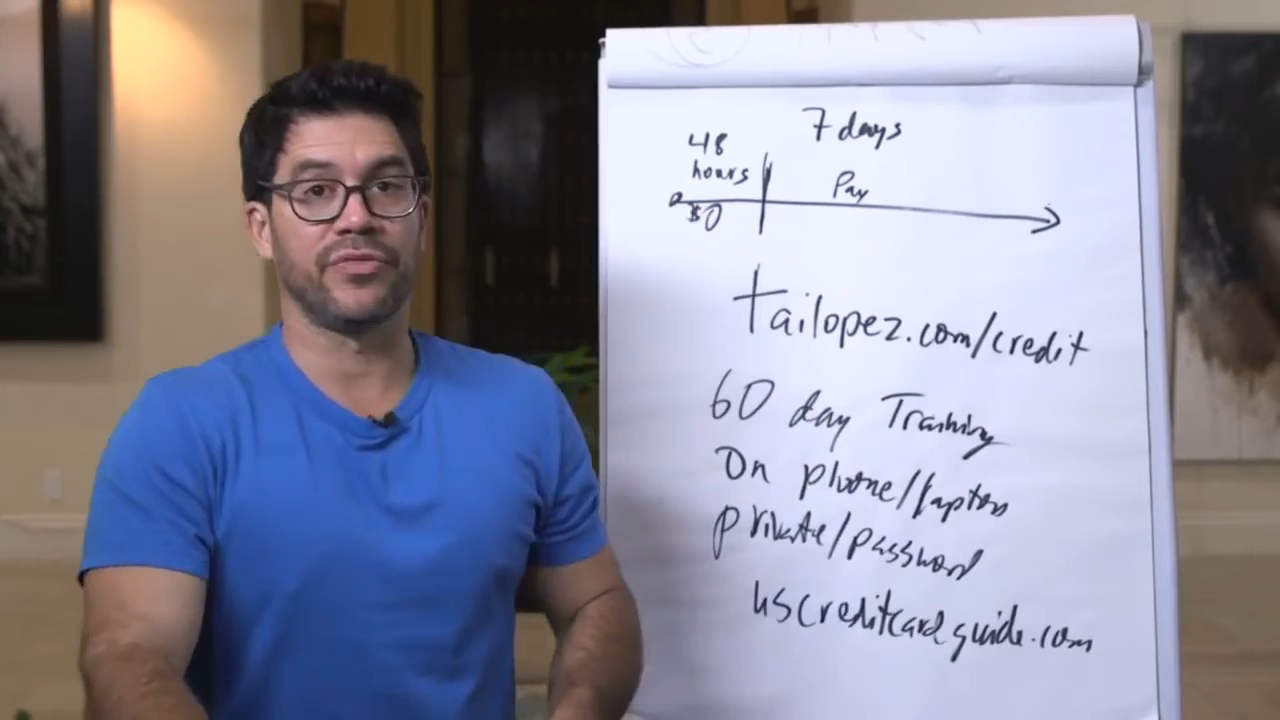 7 days
48
hours
Pay
$0
tailopez.com/credit
60 day Training
On phone/laptop
private/password
uscreditcardguide.com